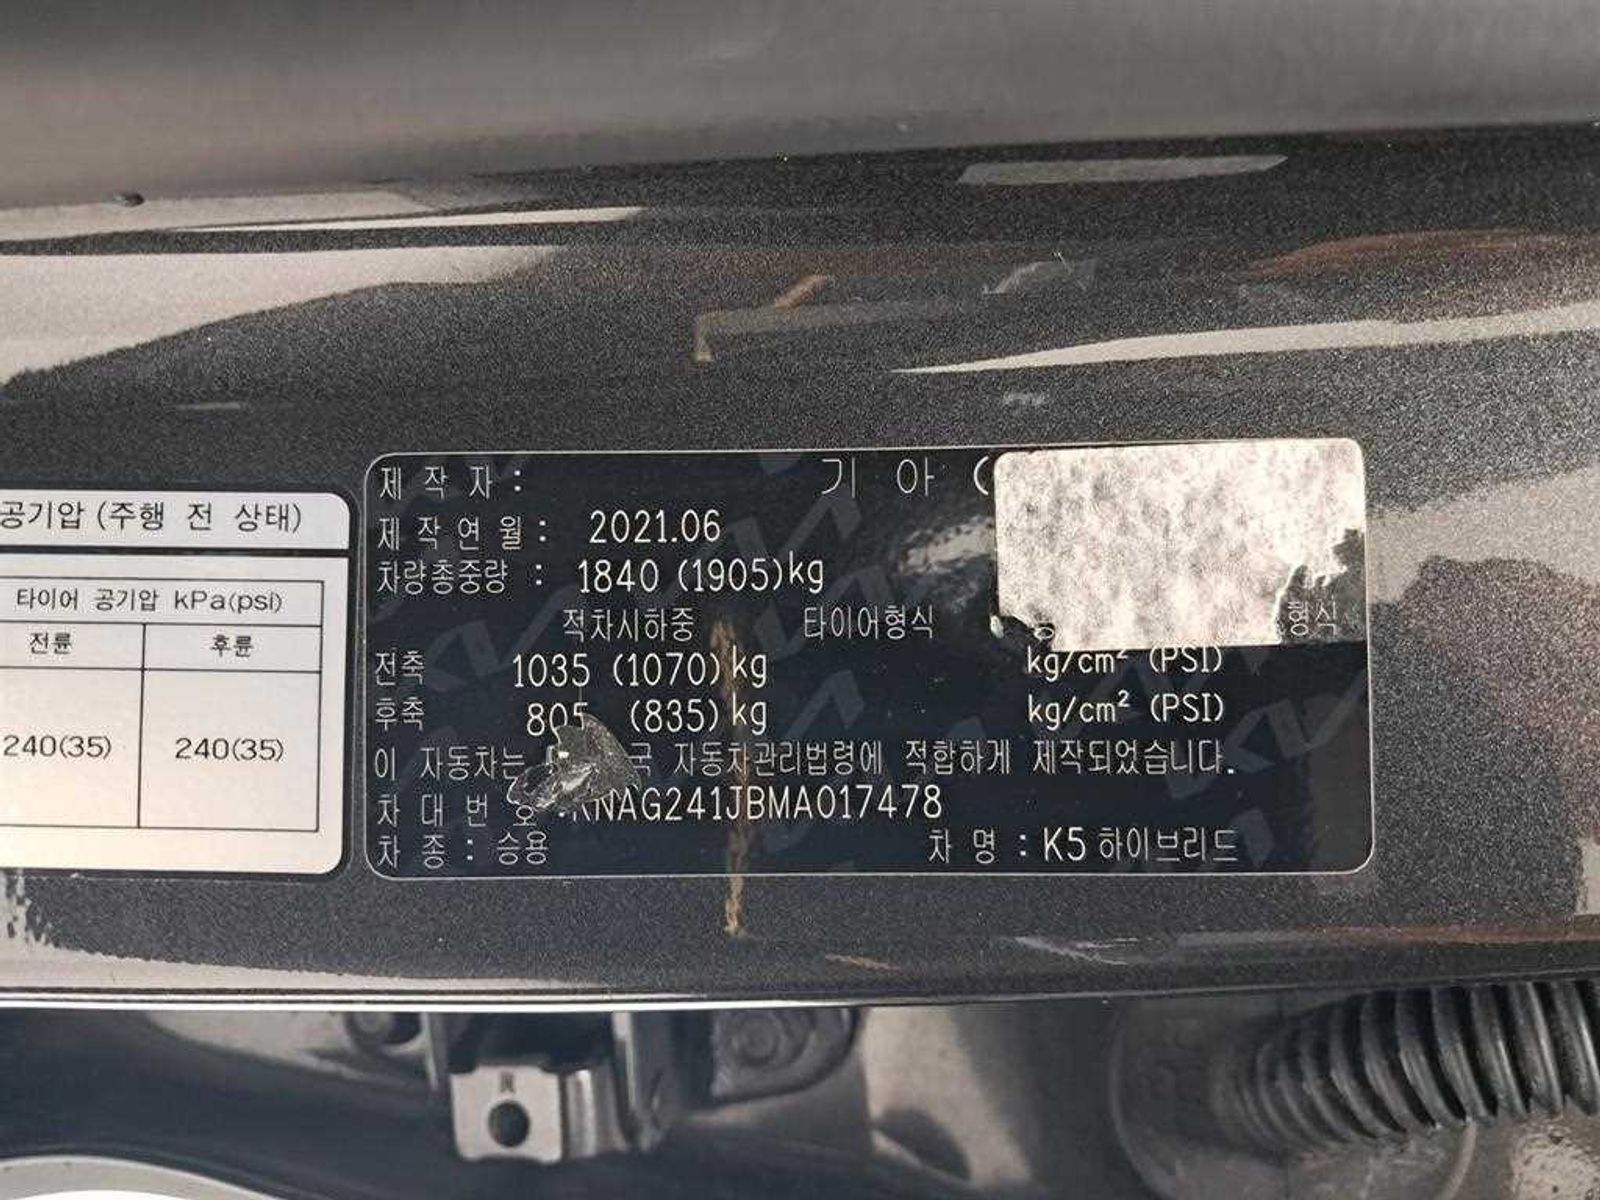 공기압 (주행 전 상태)
타이어 공기압 kPa(psi)
전륜 후륜
240(35) 240(35)
제 작 자 : 기 아 (
제 작 연 월 : 2021.06
차량총중량 : 1840 (1905)kg
적차시하중 타이어형식 형식
전축 1035 (1070)kg kg/cm² (PSI)
후축 805 (835)kg kg/cm² (PSI)
이 자동차는 국 자동차관리법령에 적합하게 제작되었습니다.
차 대 번 호 : KNAG241JBMA017478
차 종 : 승용 차 명 : K5 하이브리드